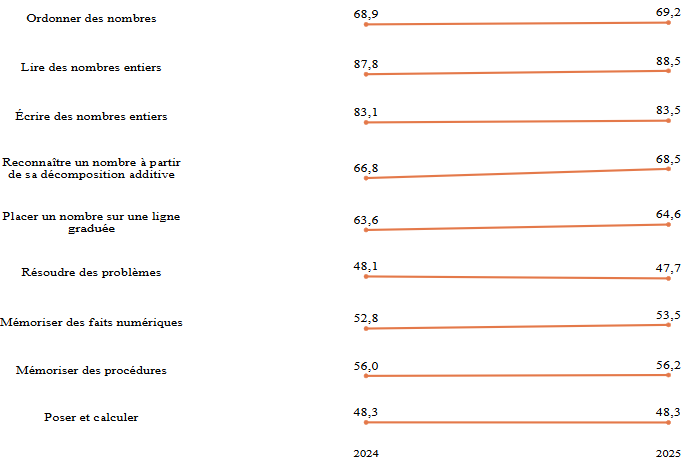 Ordonner des nombres
68,9
69,2
Lire des nombres entiers
87,8
88,5
Écrire des nombres entiers
83,1
83,5
Reconnaître un nombre à partir
de sa décomposition additive
66,8
68,5
Placer un nombre sur une ligne
graduée
63,6
64,6
Résoudre des problèmes
48,1
47,7
Mémoriser des faits numériques
52,8
53,5
Mémoriser des procédures
56,0
56,2
Poser et calculer
48,3
48,3
2024
2025